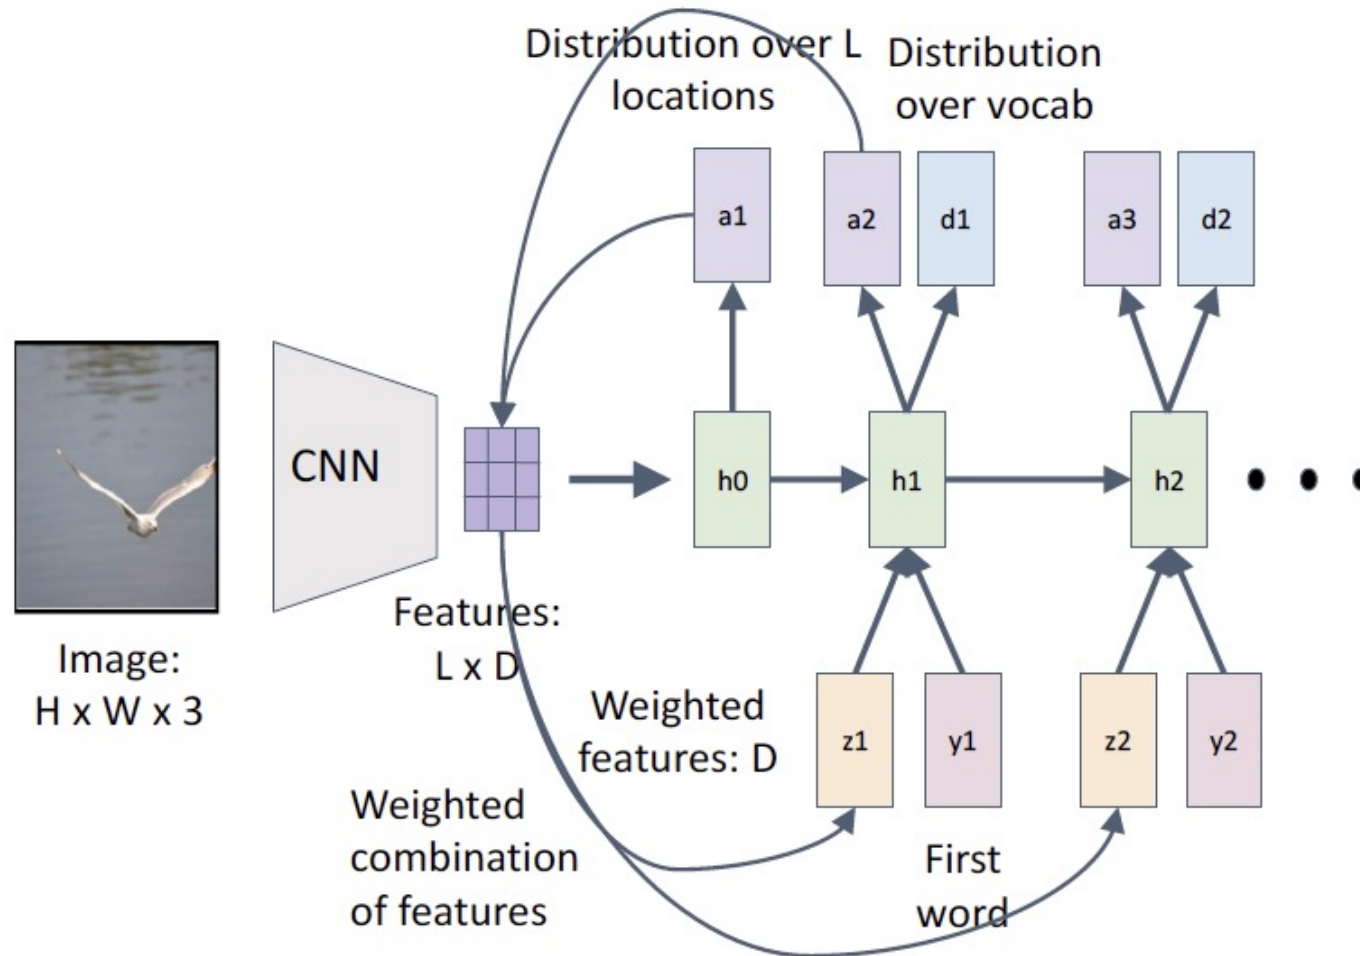 Distribution over L
locations
Distribution
over vocab
a1
a2
d1
a3
d2
CNN
h0
h1
h2
Features:
L x D
Image:
H x W x 3
Weighted
features: D
z1
y1
z2
y2
Weighted
combination
of features
First
word